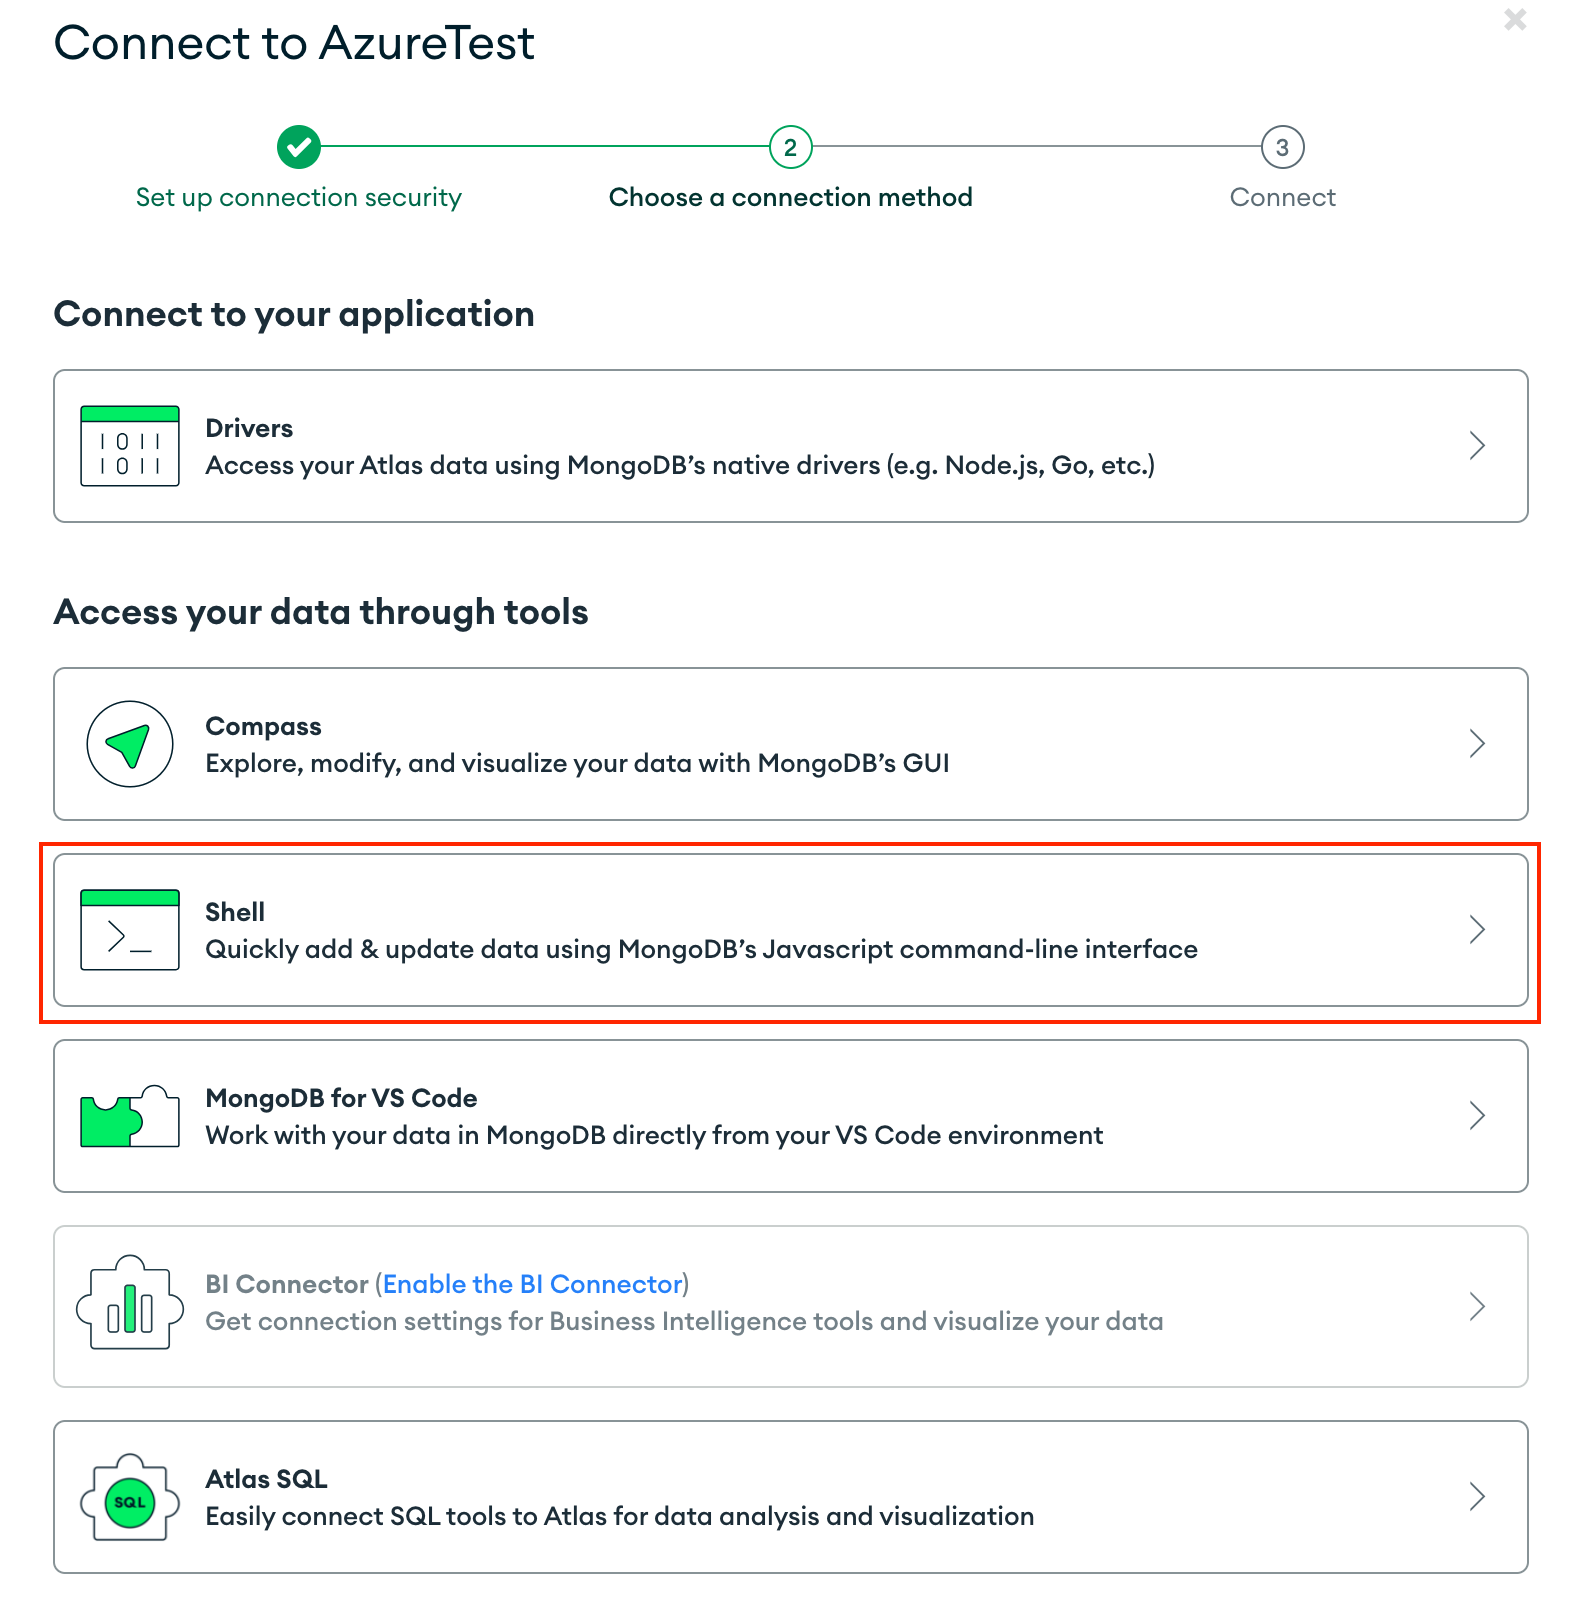 Connect to AzureTest
2
3
Set up connection security
Choose a connection method
Connect
Connect to your application
1011
1011
Drivers
Access your Atlas data using MongoDB’s native drivers (e.g. Node.js, Go, etc.)
Access your data through tools
Compass
Explore, modify, and visualize your data with MongoDB’s GUI
>_
Shell
Quickly add & update data using MongoDB’s Javascript command-line interface
MongoDB for VS Code
Work with your data in MongoDB directly from your VS Code environment
BI Connector (Enable the BI Connector)
Get connection settings for Business Intelligence tools and visualize your data
SQL
Atlas SQL
Easily connect SQL tools to Atlas for data analysis and visualization